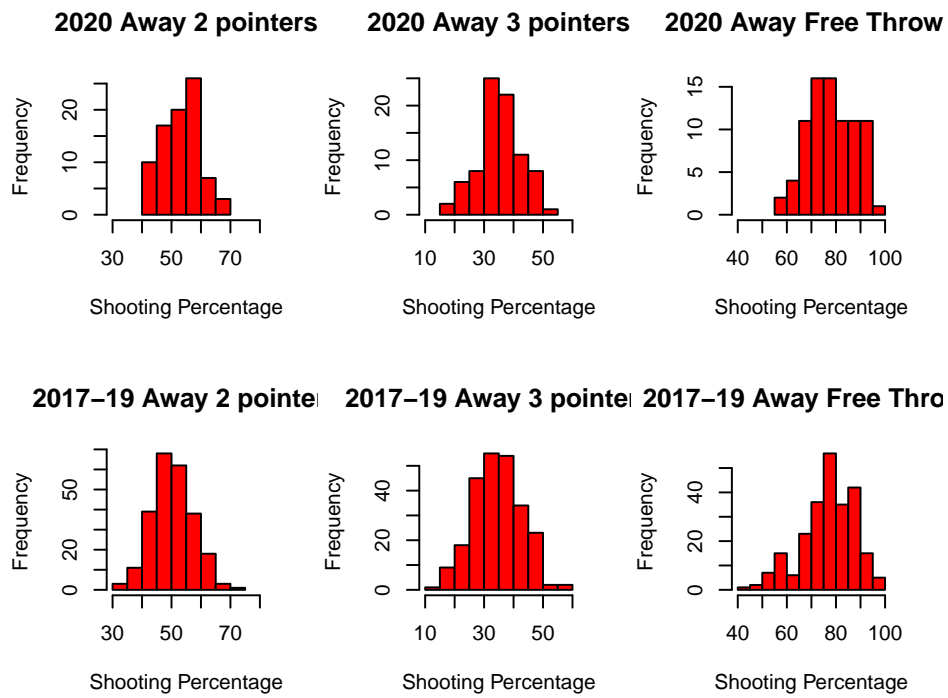 2020 Away 2 pointers
2020 Away 3 pointers
2020 Away Free Throw
Frequency
0
10
20
30
50
70
Shooting Percentage
Frequency
0
10
20
10
30
50
Shooting Percentage
Frequency
0
5
10
15
40
60
80
100
Shooting Percentage
2017–19 Away 2 pointer
2017–19 Away 3 pointer
2017–19 Away Free Thro
Frequency
0
20
50
30
50
70
Shooting Percentage
Frequency
0
20
40
10
30
50
Shooting Percentage
Frequency
0
20
40
40
60
80
100
Shooting Percentage